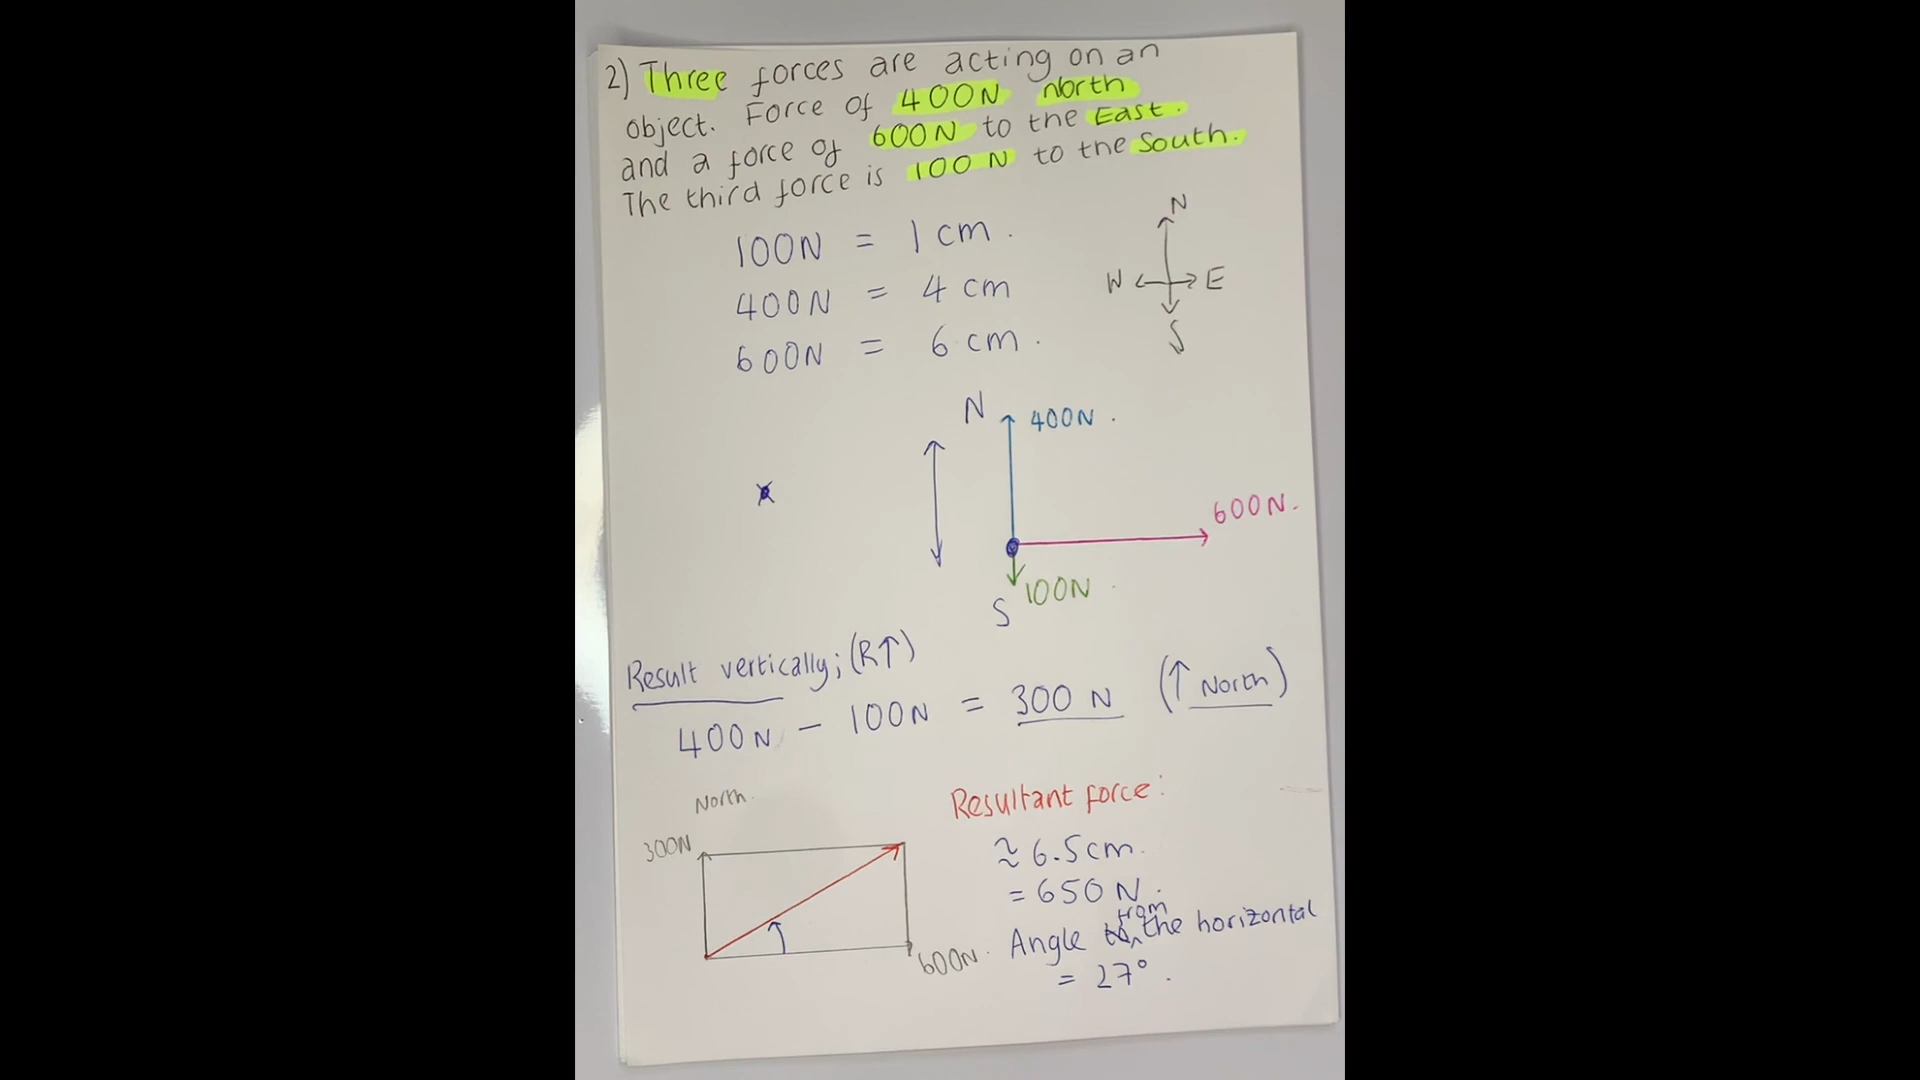 2) Three forces are acting on an
object. Force of 400N north
and a force of 600N to the East.
The third force is 100N to the South.
100N = 1 cm.
400N = 4 cm
600N = 6 cm.
N
W E
S
N 400N.
600N.
100N
S
Result vertically; (R↑)
400N - 100N = 300 N (↑ North)
North.
300N
600N.
Resultant force:
≈ 6.5cm.
= 650 N.
from
Angle to the horizontal
= 27°.